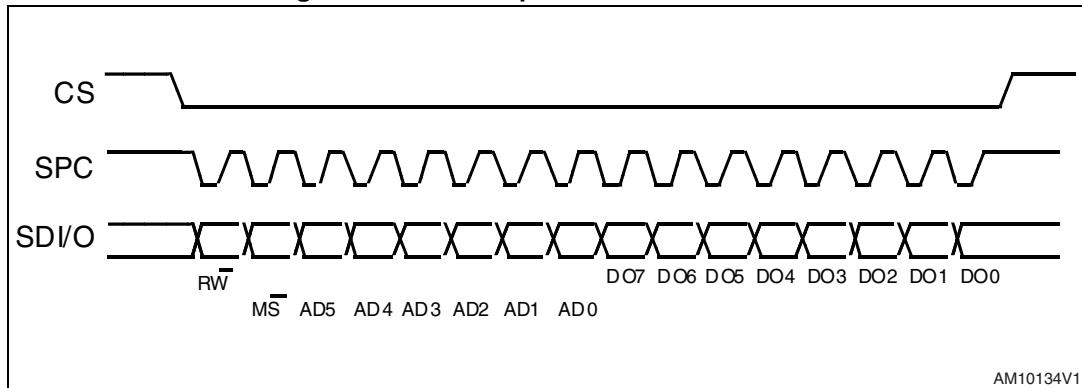 CS
SPC
SDI/O
RW̅
DO7 DO6 DO5 DO4 DO3 DO2 DO1 DO0
MS̅ AD5 AD4 AD3 AD2 AD1 AD0
AM10134V1